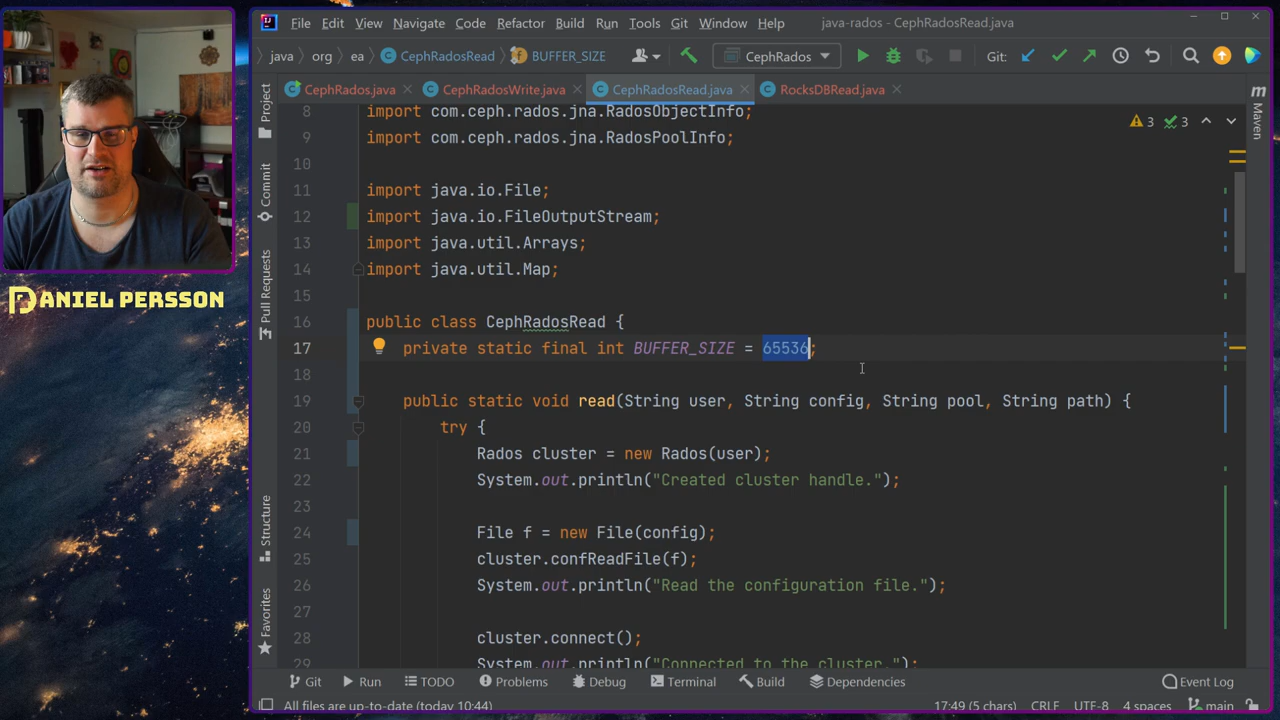 File Edit View Navigate Code Refactor Build Run Tools Git Window Help java-rados - CephRadosRead.java
java org ea CephRadosRead BUFFER_SIZE CephRados Git:
CephRados.java CephRadosWrite.java CephRadosRead.java RocksDBRead.java
Project
Commit
Pull Requests
Structure
Favorites
Maven
3 3
8 import com.ceph.rados.jna.RadosObjectInfo;
9 import com.ceph.rados.jna.RadosPoolInfo;
10
11 import java.io.File;
12 import java.io.FileOutputStream;
13 import java.util.Arrays;
14 import java.util.Map;
15
16 public class CephRadosRead {
17 private static final int BUFFER_SIZE = 65536;
18
19 public static void read(String user, String config, String pool, String path) {
20 try {
21 Rados cluster = new Rados(user);
22 System.out.println("Created cluster handle.");
23
24 File f = new File(config);
25 cluster.confReadFile(f);
26 System.out.println("Read the configuration file.");
27
28 cluster.connect();
29 System.out.println("Connected to the cluster.");
DANIEL PERSSON
Git Run TODO Problems Debug Terminal Build Dependencies Event Log
All files are up-to-date (today 10:44) 17:49 (5 chars) CRLF UTF-8 4 spaces main